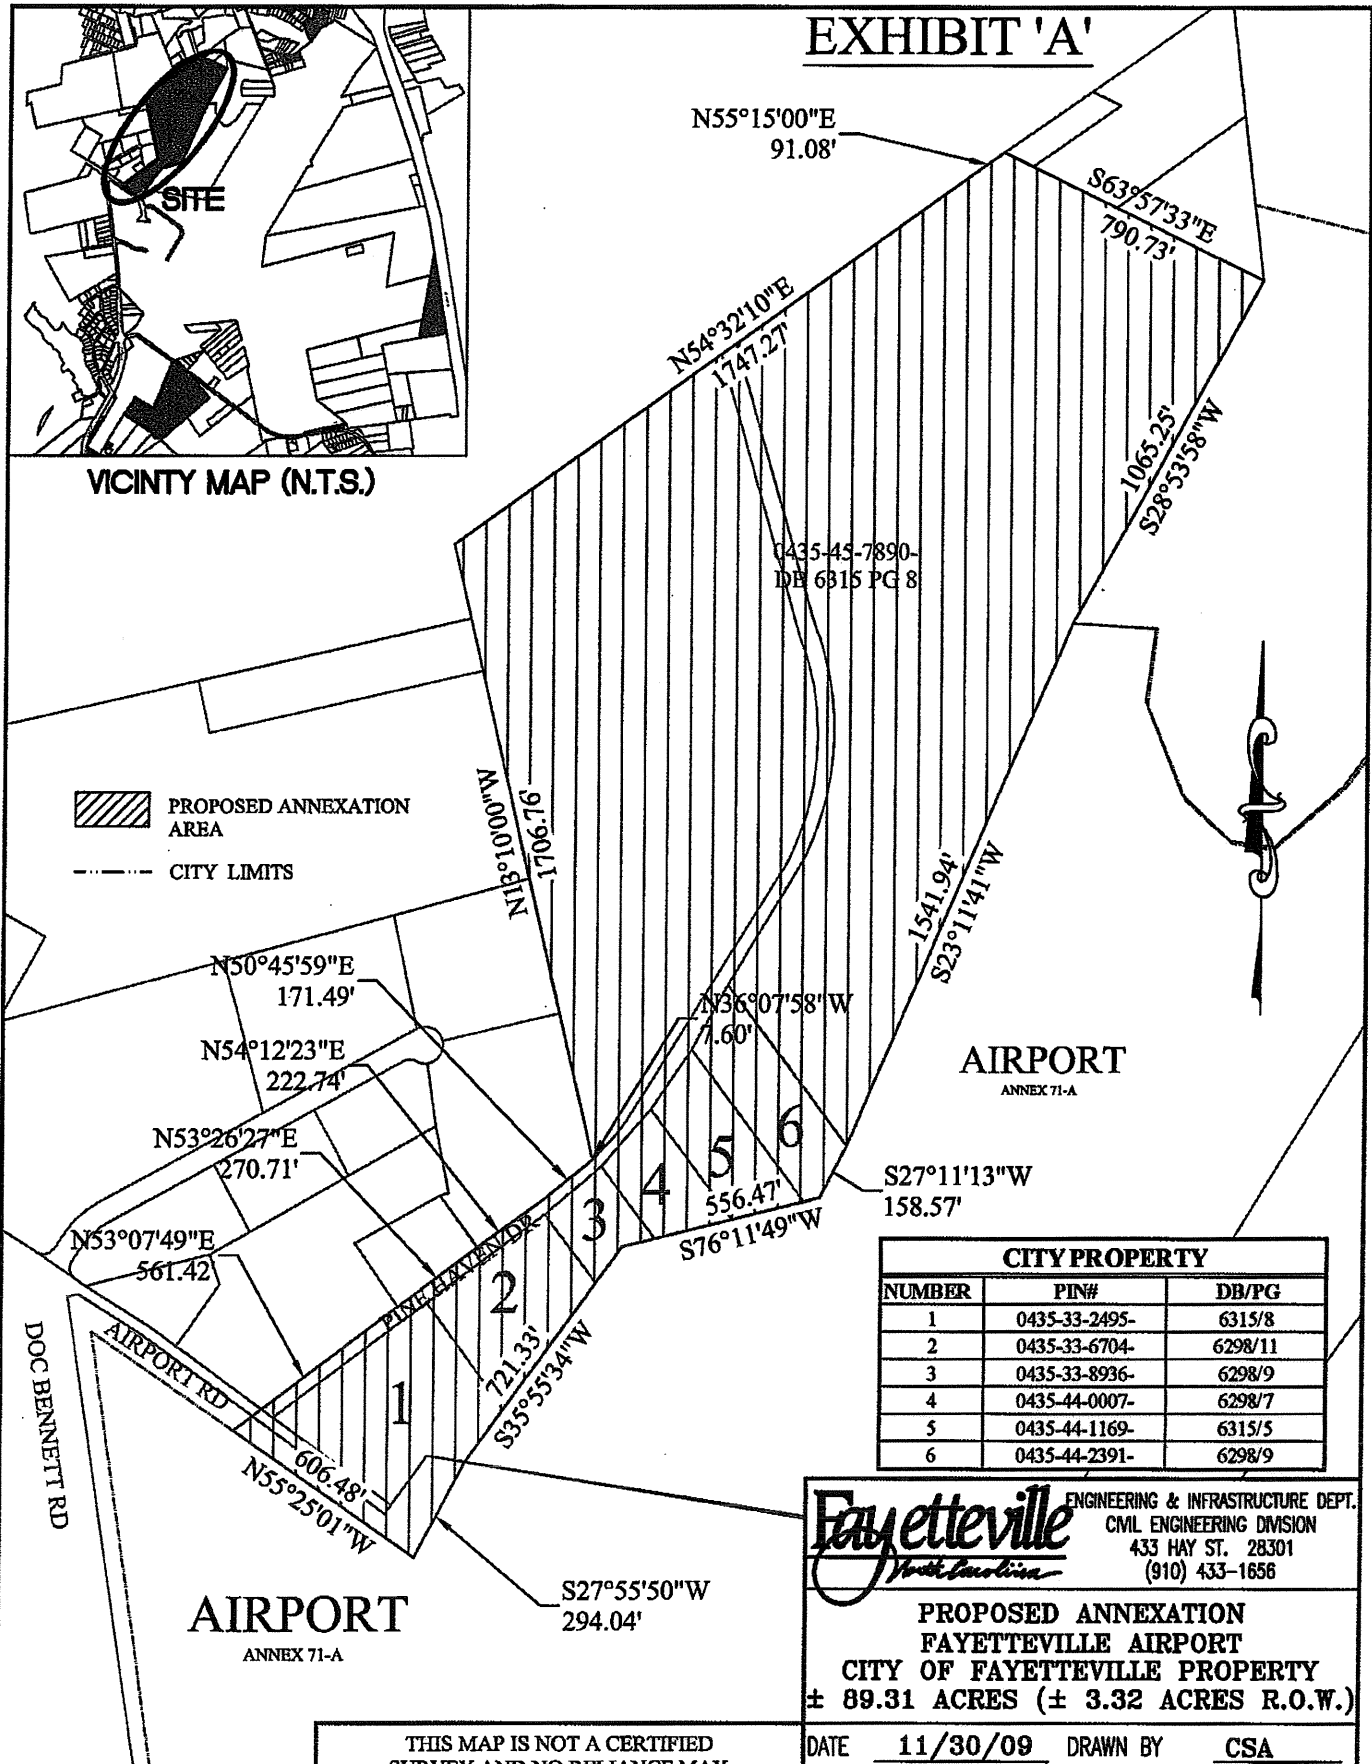 EXHIBIT 'A'
SITE
VICINTY MAP (N.T.S.)
N55°15'00"E
91.08'
S63°57'33"E
790.73'
N54°32'10"E
1747.27'
1065.25'
S28°53'58"W
0435-45-7890-
DB 6315 PG 8
PROPOSED ANNEXATION
AREA
CITY LIMITS
N13°10'00"W
1706.76'
1541.94'
S23°11'41"W
N50°45'59"E
171.49'
N36°07'58"W
7.60'
N54°12'23"E
222.74'
AIRPORT
ANNEX 71-A
N53°26'27"E
270.71'
N53°07'49"E
561.42'
PINE HAVEN DR
1
2
3
4
5
6
556.47'
S76°11'49"W
S27°11'13"W
158.57'
721.33'
S35°55'34"W
AIRPORT RD
DOC BENNETT RD
606.48'
N55°25'01"W
S27°55'50"W
294.04'
AIRPORT
ANNEX 71-A
CITY PROPERTY
NUMBER PIN# DB/PG
1 0435-33-2495- 6315/8
2 0435-33-6704- 6298/11
3 0435-33-8936- 6298/9
4 0435-44-0007- 6298/7
5 0435-44-1169- 6315/5
6 0435-44-2391- 6298/9
Fayetteville
North Carolina
ENGINEERING & INFRASTRUCTURE DEPT.
CIVIL ENGINEERING DIVISION
433 HAY ST. 28301
(910) 433-1656
PROPOSED ANNEXATION
FAYETTEVILLE AIRPORT
CITY OF FAYETTEVILLE PROPERTY
± 89.31 ACRES (± 3.32 ACRES R.O.W.)
DATE 11/30/09 DRAWN BY CSA
THIS MAP IS NOT A CERTIFIED
SURVEY AND NO RELIANCE MAY